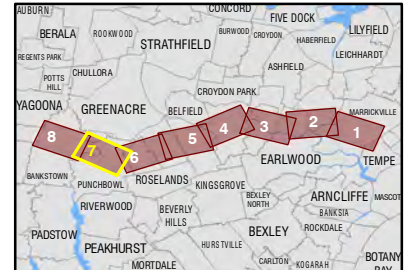 AUBURN
CONCORD
FIVE DOCK
BERALA
ROOKWOOD
STRATHFIELD
BURWOOD
CROYDON
HABERFIELD
LILYFIELD
LEICHHARDT
REGENTS PARK
CHULLORA
ASHFIELD
POTTS
HILL
CROYDON PARK
YAGOONA
GREENACRE
BELFIELD
MARRICKVILLE
8
7
6
5
4
3
2
1
EARLWOOD
TEMPE
BANKSTOWN
PUNCHBOWL
ROSELANDS
KINGSGROVE
BEXLEY
NORTH
ARNCLIFFE
MASCOT
RIVERWOOD
BEVERLY
HILLS
BANKSIA
ROCKDALE
PADSTOW
PEAKHURST
HURSTVILLE
BEXLEY
BOTANY
BAY
MORTDALE
CARLTON
KOGARAH